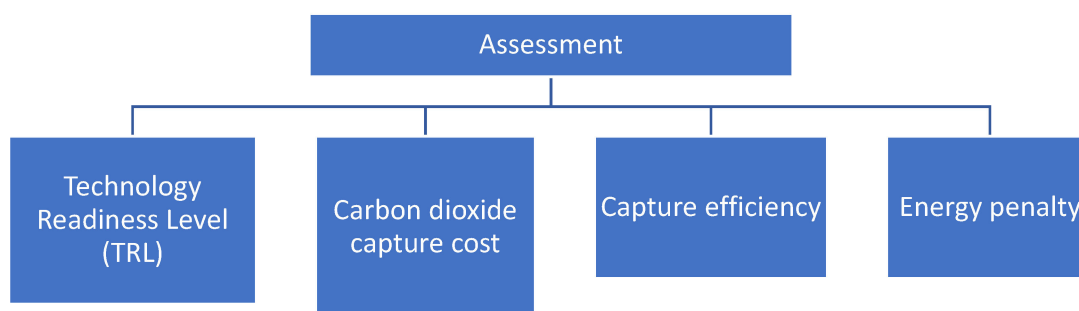 Assessment
Technology
Readiness Level
(TRL)
Carbon dioxide
capture cost
Capture efficiency
Energy penalty